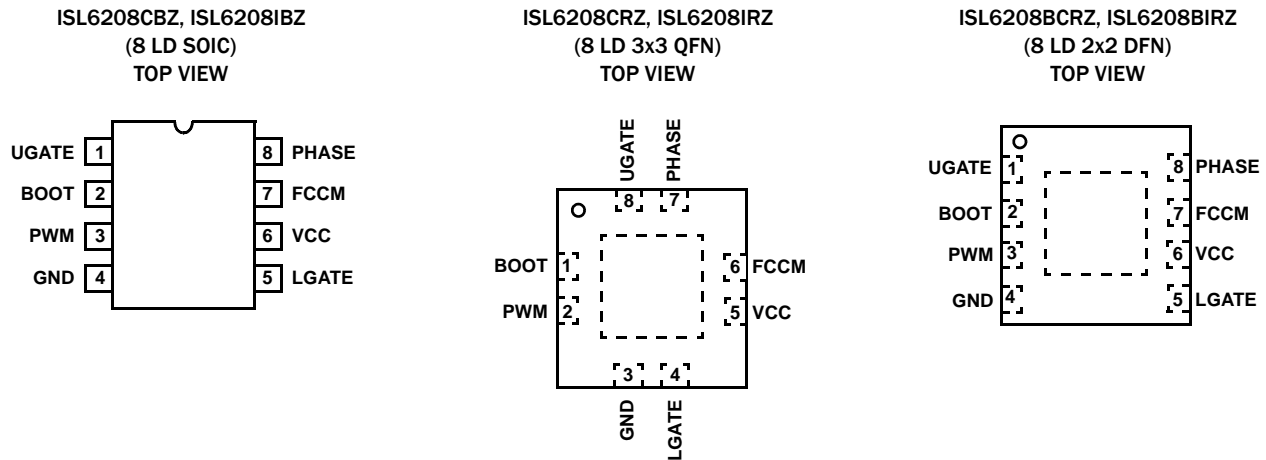 ISL6208CBZ, ISL6208IBZ
(8 LD SOIC)
TOP VIEW
UGATE 1
BOOT 2
PWM 3
GND 4
8 PHASE
7 FCCM
6 VCC
5 LGATE
ISL6208CRZ, ISL6208IRZ
(8 LD 3x3 QFN)
TOP VIEW
UGATE
PHASE
8 7
BOOT 1
PWM 2
6 FCCM
5 VCC
3 4
GND
LGATE
ISL6208BCRZ, ISL6208BIRZ
(8 LD 2x2 DFN)
TOP VIEW
UGATE 1
BOOT 2
PWM 3
GND 4
8 PHASE
7 FCCM
6 VCC
5 LGATE